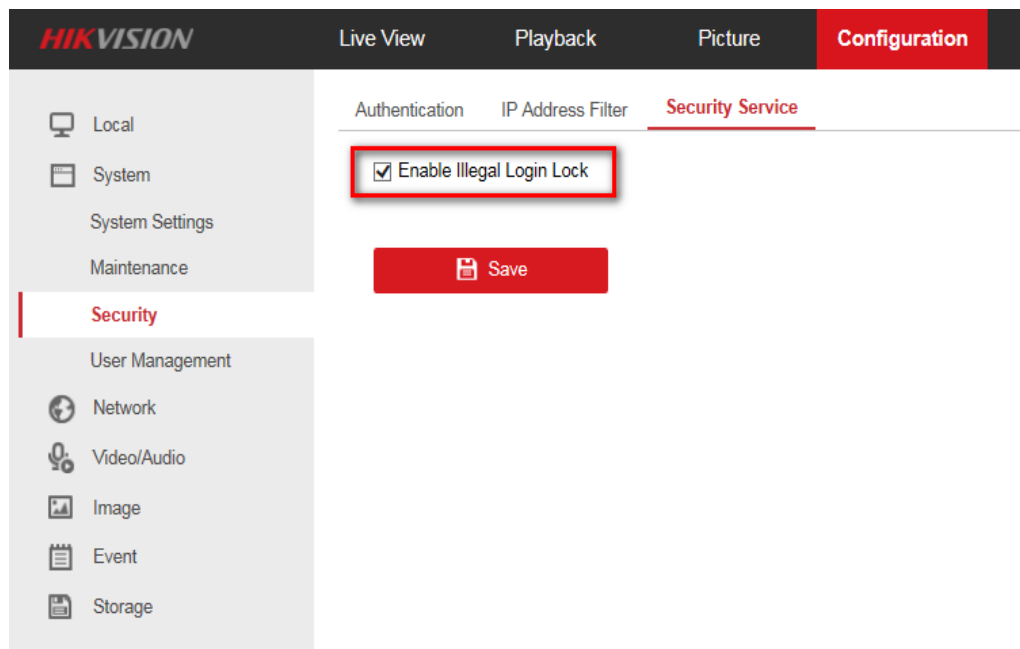 HIKVISION Live View Playback Picture Configuration
Authentication IP Address Filter Security Service
Enable Illegal Login Lock
Save
Local
System
System Settings
Maintenance
Security
User Management
Network
Video/Audio
Image
Event
Storage